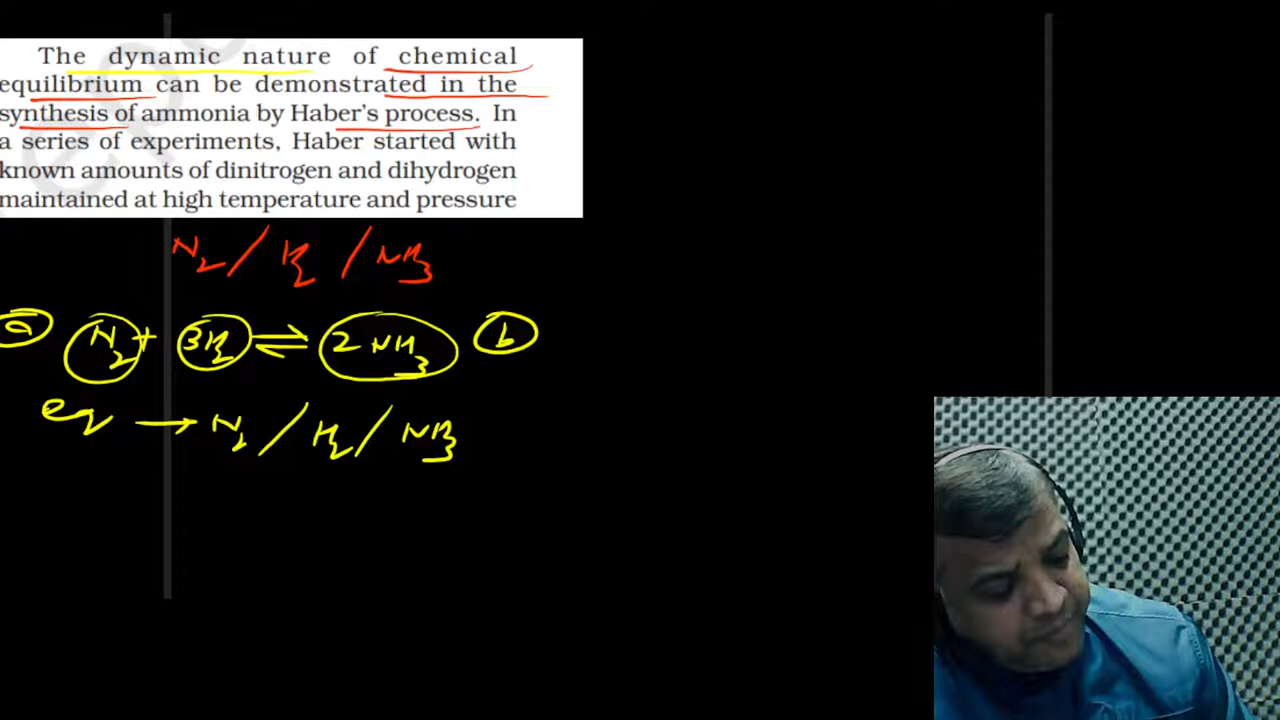 The dynamic nature of chemical
equilibrium can be demonstrated in the
synthesis of ammonia by Haber's process. In
a series of experiments, Haber started with
known amounts of dinitrogen and dihydrogen
maintained at high temperature and pressure
N₂ / H₂ / NH₃
a N₂ + 3H₂ ⇌ 2NH₃ b
eq → N₂ / H₂ / NH₃